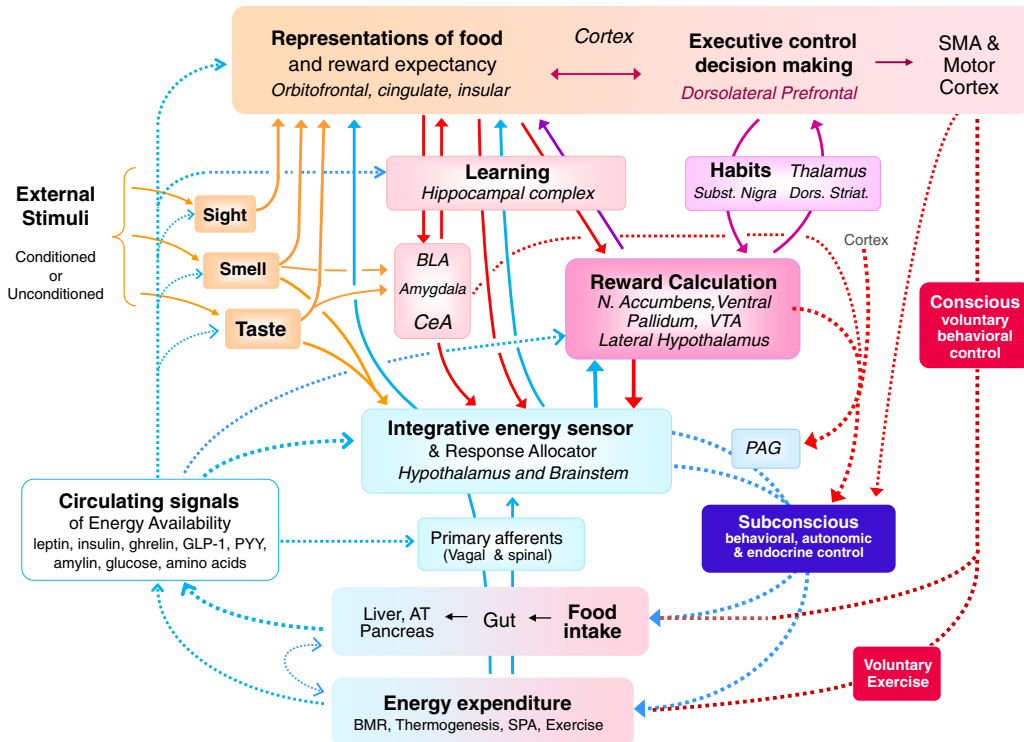 Representations of food
and reward expectancy
Orbitofrontal, cingulate, insular
Cortex
Executive control
decision making
Dorsolateral Prefrontal
SMA &
Motor
Cortex
Learning
Hippocampal complex
Habits
Thalamus
Subst. Nigra
Dors. Striat.
External
Stimuli
Conditioned
or
Unconditioned
Sight
Smell
Taste
BLA
Amygdala
CeA
Cortex
Reward Calculation
N. Accumbens,Ventral
Pallidum, VTA
Lateral Hypothalamus
Conscious
voluntary
behavioral
control
Integrative energy sensor
& Response Allocator
Hypothalamus and Brainstem
PAG
Circulating signals
of Energy Availability
leptin, insulin, ghrelin, GLP-1, PYY,
amylin, glucose, amino acids
Primary afferents
(Vagal & spinal)
Subconscious
behavioral, autonomic
& endocrine control
Liver, AT
Pancreas
Gut
Food
intake
Voluntary
Exercise
Energy expenditure
BMR, Thermogenesis, SPA, Exercise